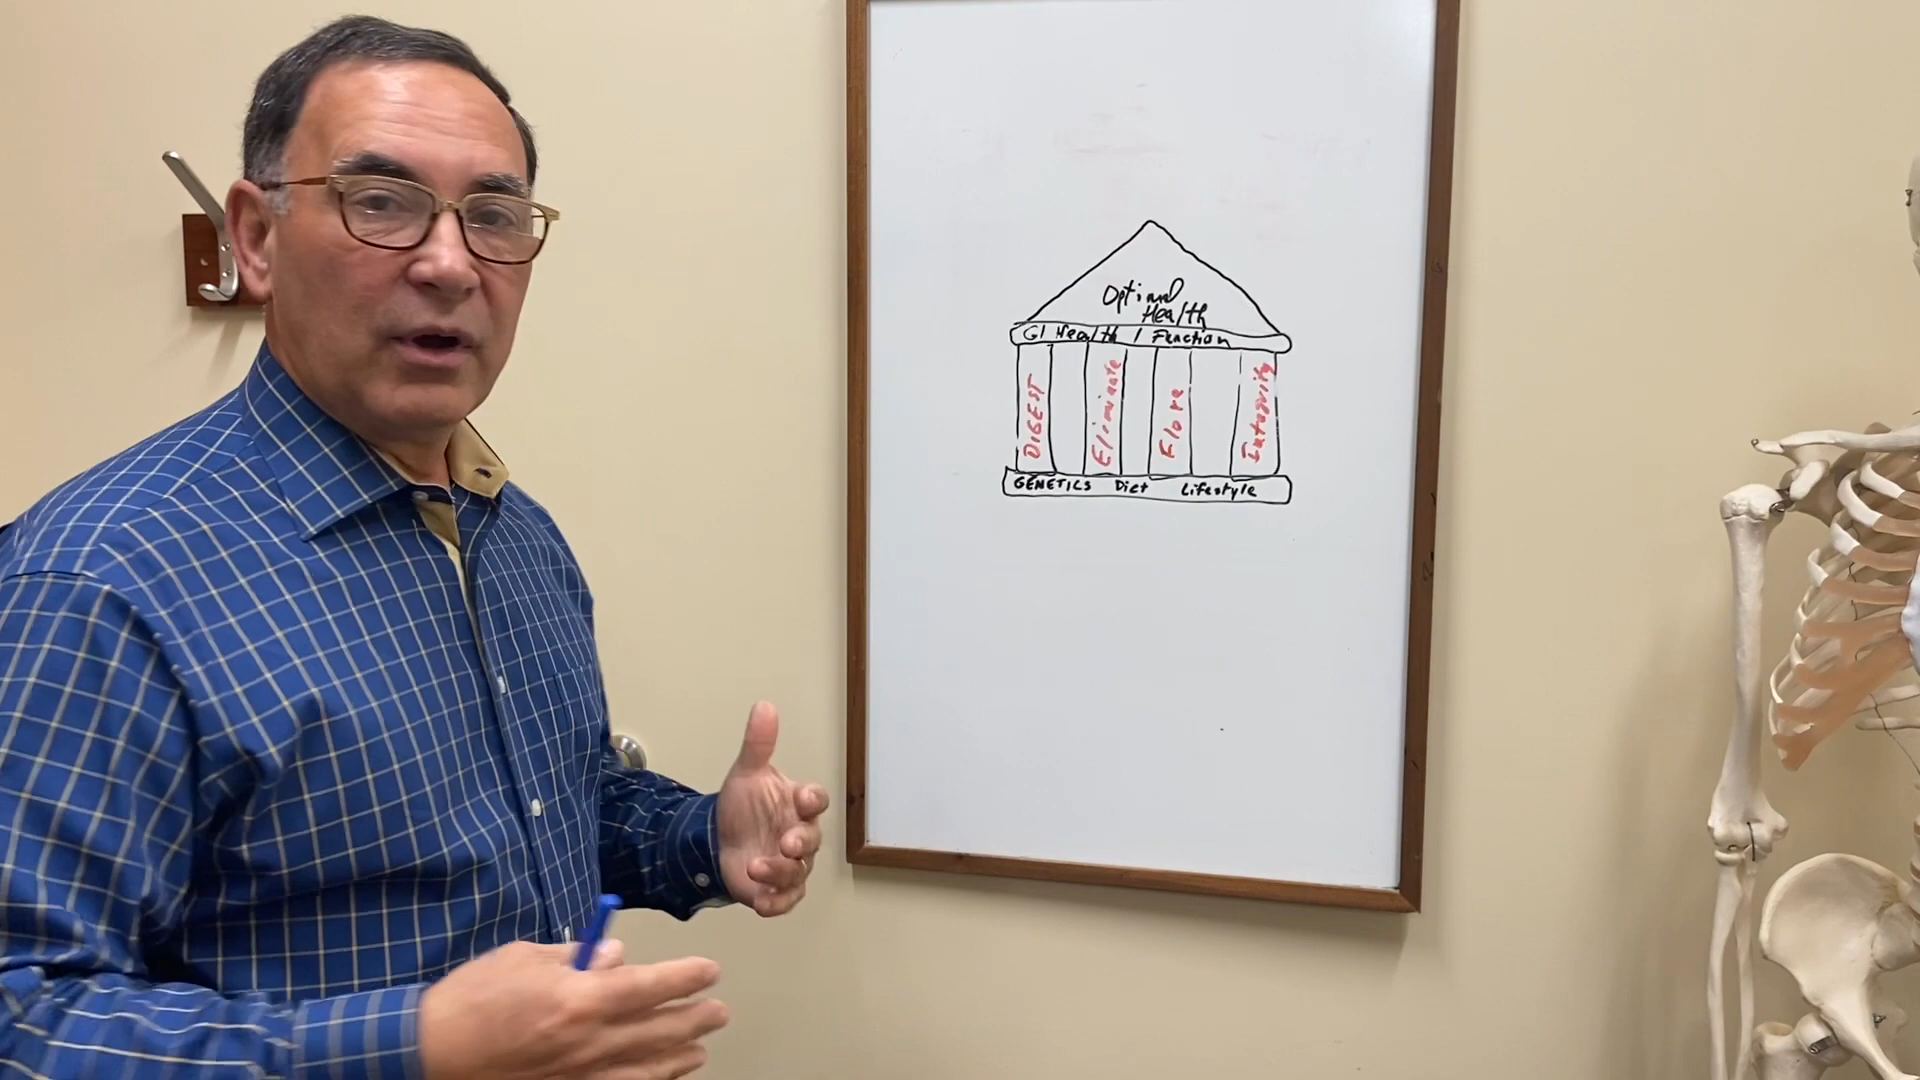 Optimal
Health
GI Health / Function
DIGEST
Eliminate
Flora
Integrity
GENETICS Diet Lifestyle